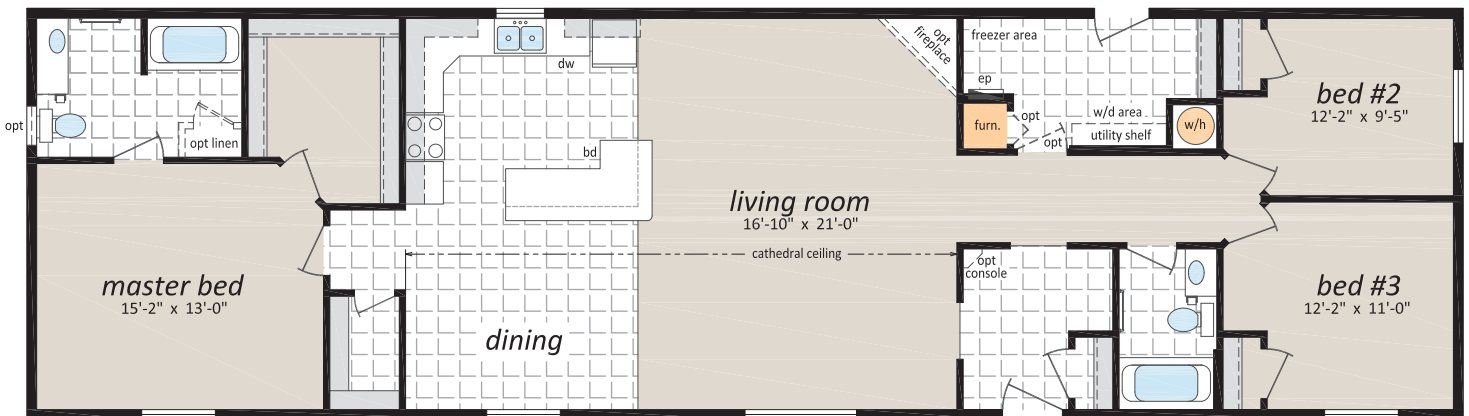 opt
opt linen
master bed
15'-2" x 13'-0"
dw
bd
dining
living room
16'-10" x 21'-0"
cathedral ceiling
opt
fireplace
freezer area
ep
furn.
opt
opt
w/d area
utility shelf
w/h
opt
console
bed #2
12'-2" x 9'-5"
bed #3
12'-2" x 11'-0"